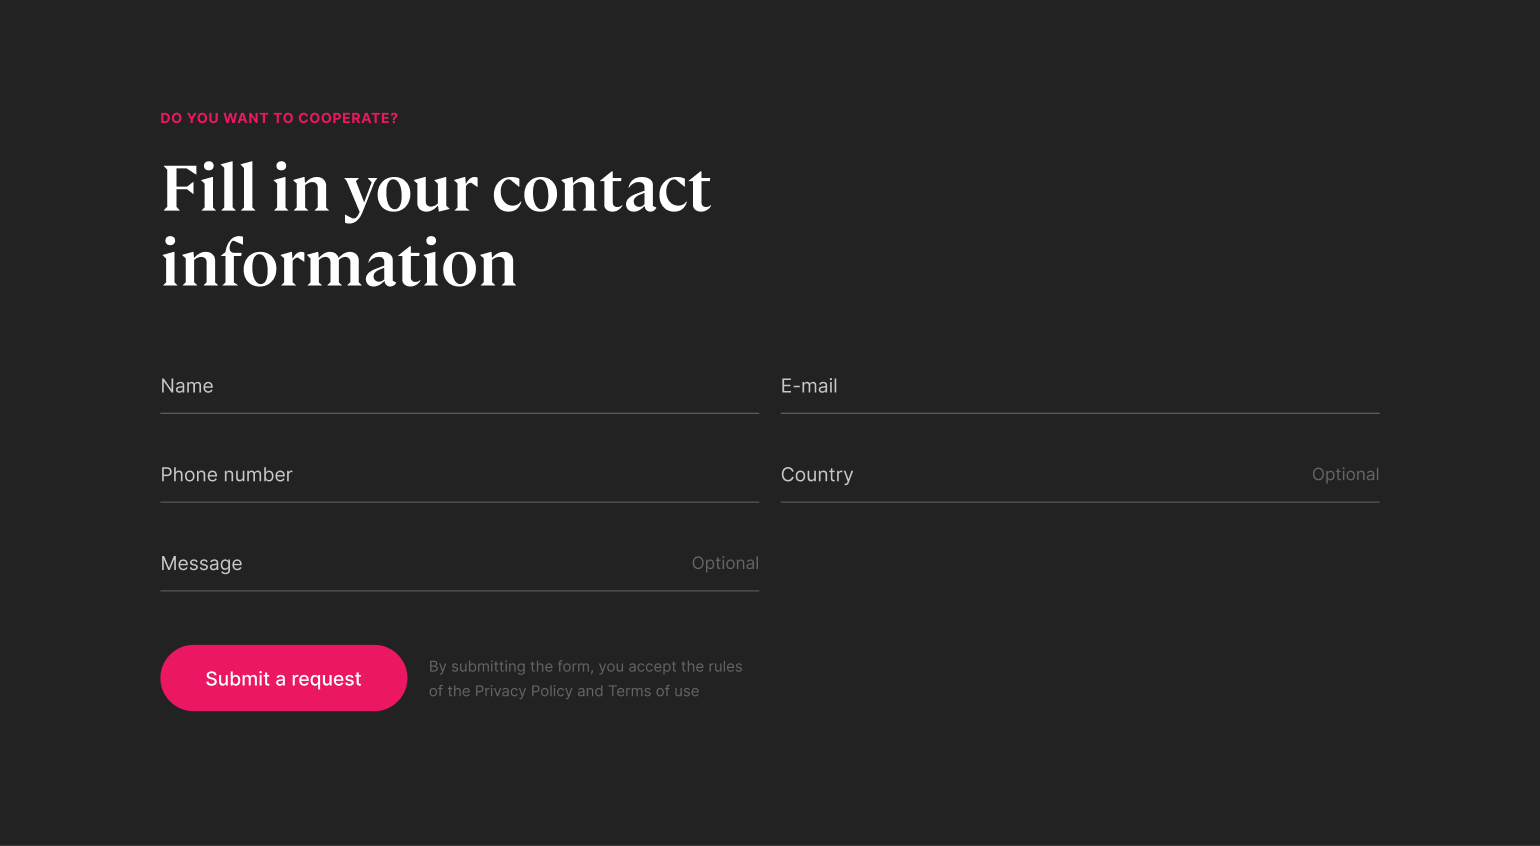 DO YOU WANT TO COOPERATE?
Fill in your contact
information
Name
E-mail
Phone number
Country
Optional
Message
Optional
Submit a request
By submitting the form, you accept the rules
of the Privacy Policy and Terms of use